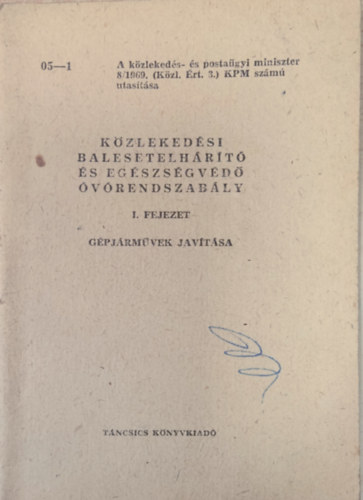 05—1 A közlekedés- és postaügyi miniszter
8/1969. (Közl. Ért. 3.) KPM számú
utasítása
KÖZLEKEDÉSI
BALESETELHÁRÍTÓ
ÉS EGÉSZSÉGVÉDŐ
ÓVÓRENDSZABÁLY
I. FEJEZET
GÉPJÁRMŰVEK JAVÍTÁSA
TÁNCSICS KÖNYVKIADÓ